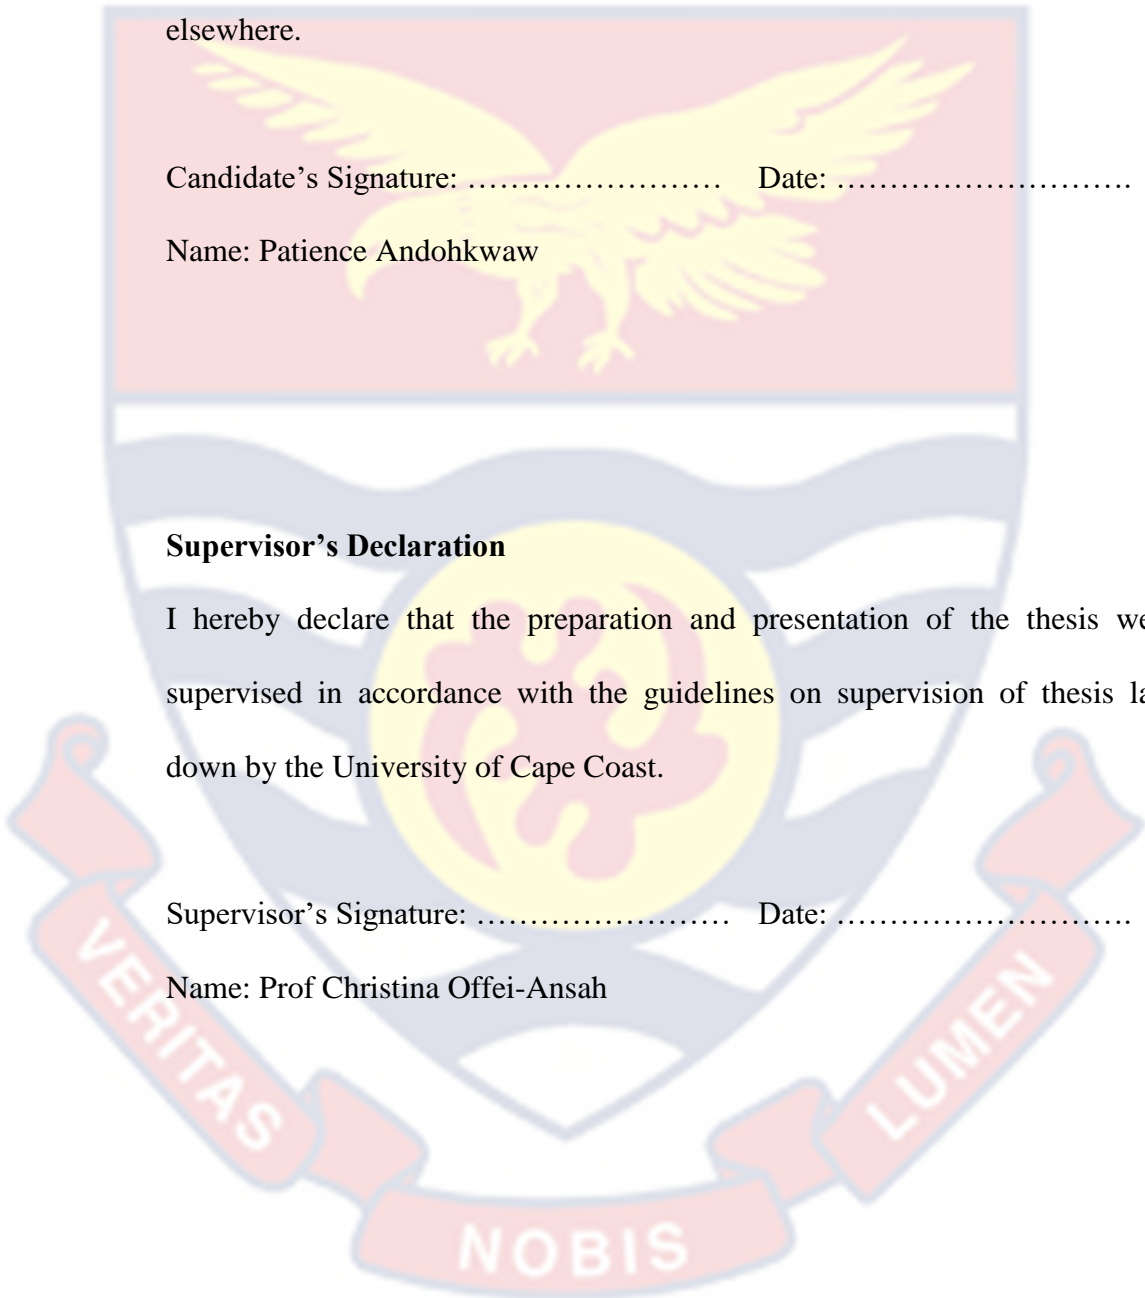 elsewhere.
Candidate’s Signature: …………………… Date: ……………………….
Name: Patience Andohkwaw
Supervisor’s Declaration
I hereby declare that the preparation and presentation of the thesis
supervised in accordance with the guidelines on supervision of thesis
down by the University of Cape Coast.
Supervisor’s Signature: …………………… Date: ……………………….
Name: Prof Christina Offei-Ansah
VERITAS
NOBIS
LUMEN